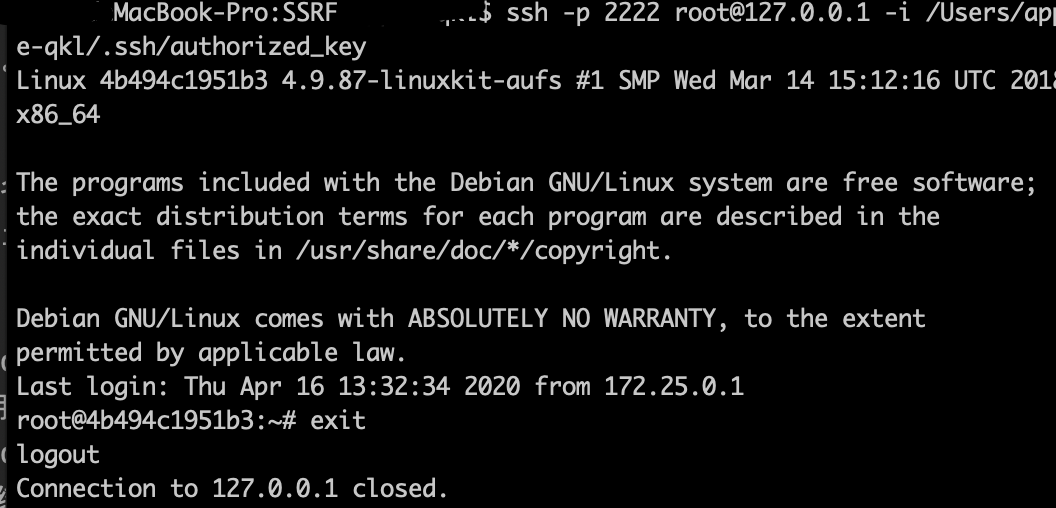 MacBook-Pro:SSRF $ ssh -p 2222 root@127.0.0.1 -i /Users/app
e-qkl/.ssh/authorized_key
Linux 4b494c1951b3 4.9.87-linuxkit-aufs #1 SMP Wed Mar 14 15:12:16 UTC 2018
x86_64
The programs included with the Debian GNU/Linux system are free software;
the exact distribution terms for each program are described in the
individual files in /usr/share/doc/*/copyright.
Debian GNU/Linux comes with ABSOLUTELY NO WARRANTY, to the extent
permitted by applicable law.
Last login: Thu Apr 16 13:32:34 2020 from 172.25.0.1
root@4b494c1951b3:~# exit
logout
Connection to 127.0.0.1 closed.